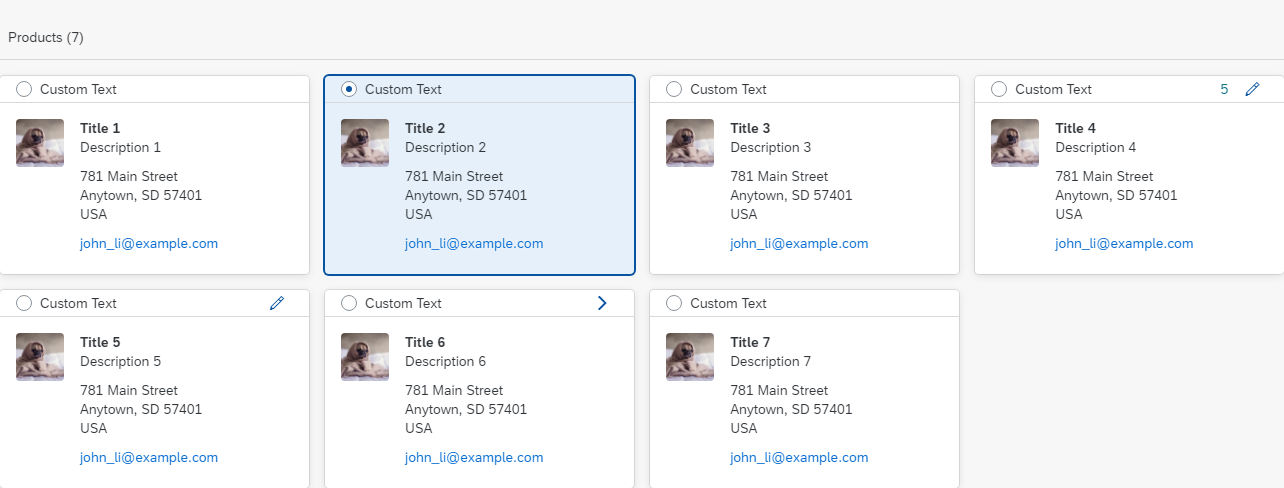 Products (7)
Custom Text
Title 1
Description 1
781 Main Street
Anytown, SD 57401
USA
john_li@example.com
Custom Text
Title 2
Description 2
781 Main Street
Anytown, SD 57401
USA
john_li@example.com
Custom Text
Title 3
Description 3
781 Main Street
Anytown, SD 57401
USA
john_li@example.com
Custom Text 5
Title 4
Description 4
781 Main Street
Anytown, SD 57401
USA
john_li@example.com
Custom Text
Title 5
Description 5
781 Main Street
Anytown, SD 57401
USA
john_li@example.com
Custom Text
Title 6
Description 6
781 Main Street
Anytown, SD 57401
USA
john_li@example.com
Custom Text
Title 7
Description 7
781 Main Street
Anytown, SD 57401
USA
john_li@example.com